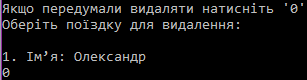 Якщо передумали видаляти натисніть '0'
Оберіть поїздку для видалення:
1. Ім’я: Олександр
0